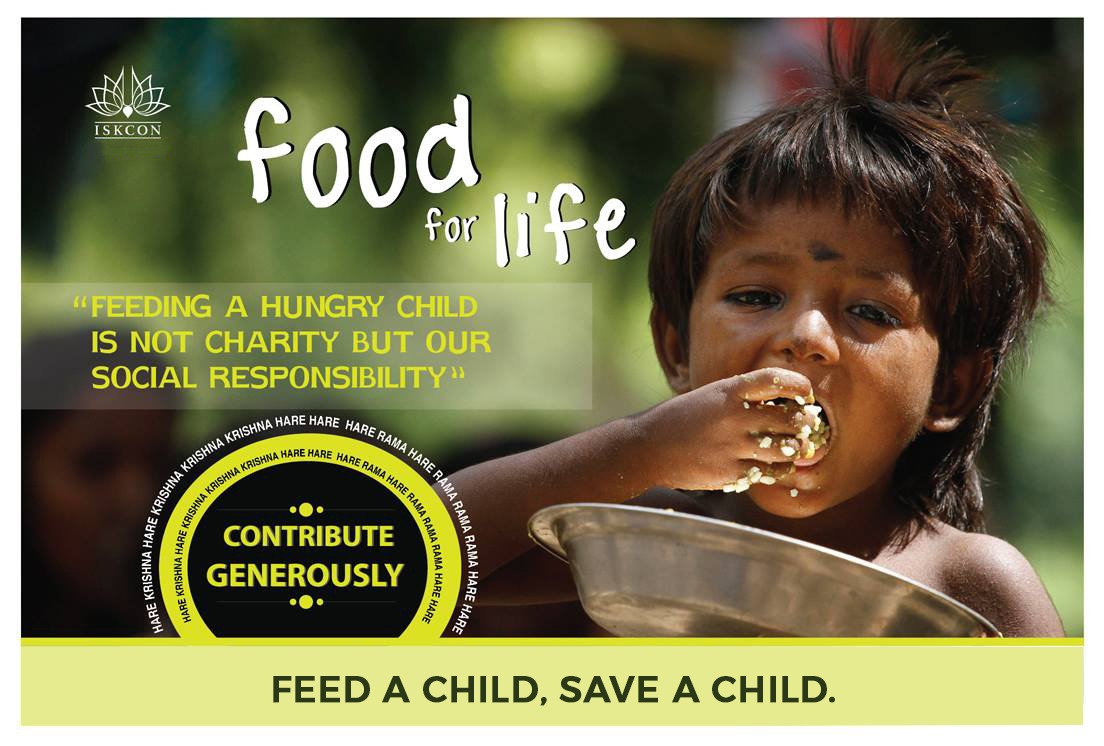 ISKCON
food
for life
“FEEDING A HUNGRY CHILD
IS NOT CHARITY BUT OUR
SOCIAL RESPONSIBILITY”
HARE KRISHNA HARE KRISHNA KRISHNA KRISHNA HARE HARE HARE RAMA HARE RAMA RAMA RAMA HARE HARE
HARE KRISHNA HARE KRISHNA KRISHNA KRISHNA HARE HARE HARE RAMA HARE RAMA RAMA RAMA HARE HARE
CONTRIBUTE
GENEROUSLY
FEED A CHILD, SAVE A CHILD.